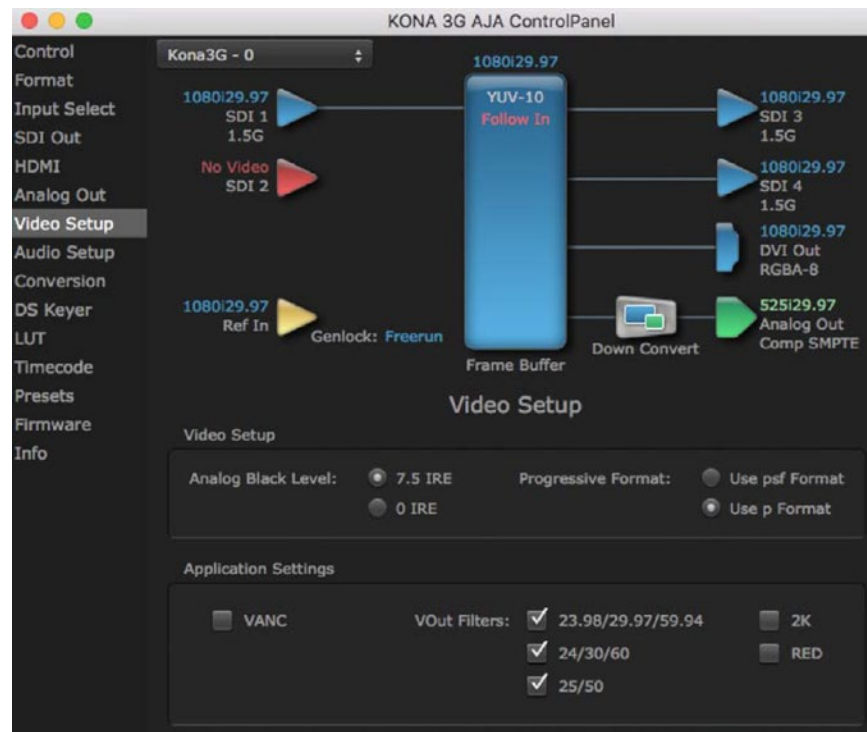 KONA 3G AJA ControlPanel
Control
Format
Input Select
SDI Out
HDMI
Analog Out
Video Setup
Audio Setup
Conversion
DS Keyer
LUT
Timecode
Presets
Firmware
Info
Kona3G - 0
1080i29.97
1080i29.97
SDI 1
1.5G
No Video
SDI 2
1080i29.97
Ref In
Genlock: Freerun
YUV-10
Follow In
Frame Buffer
1080i29.97
SDI 3
1.5G
1080i29.97
SDI 4
1.5G
1080i29.97
DVI Out
RGBA-8
Down Convert
525i29.97
Analog Out
Comp SMPTE
Video Setup
Video Setup
Analog Black Level: 7.5 IRE
0 IRE
Progressive Format: Use psf Format
Use p Format
Application Settings
VANC
VOut Filters: 23.98/29.97/59.94
24/30/60
25/50
2K
RED